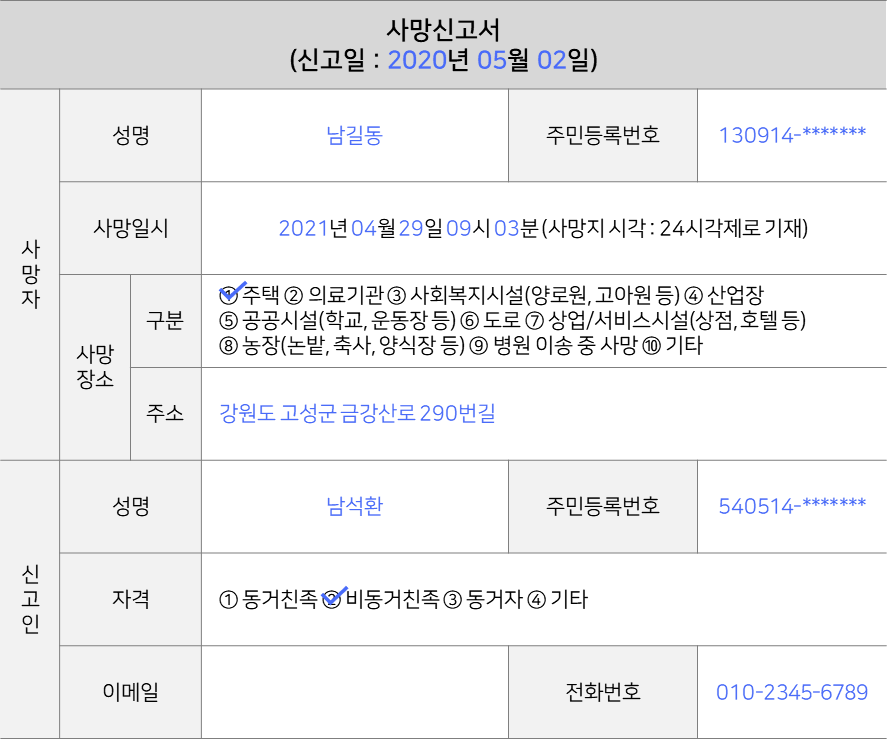 사망신고서
(신고일 : 2020년 05월 02일)
사망자
성명
남길동
주민등록번호
130914-*******
사망일시
2021년 04월 29일 09시 03분 (사망지 시각 : 24시각제로 기재)
사망
장소
구분
① 주택 ② 의료기관 ③ 사회복지시설(양로원, 고아원 등) ④ 산업장
⑤ 공공시설(학교, 운동장 등) ⑥ 도로 ⑦ 상업/서비스시설(상점, 호텔 등)
⑧ 농장(논밭, 축사, 양식장 등) ⑨ 병원 이송 중 사망 ⑩ 기타
주소
강원도 고성군 금강산로 290번길
신고인
성명
남석환
주민등록번호
540514-*******
자격
① 동거친족 ② 비동거친족 ③ 동거자 ④ 기타
이메일
전화번호
010-2345-6789